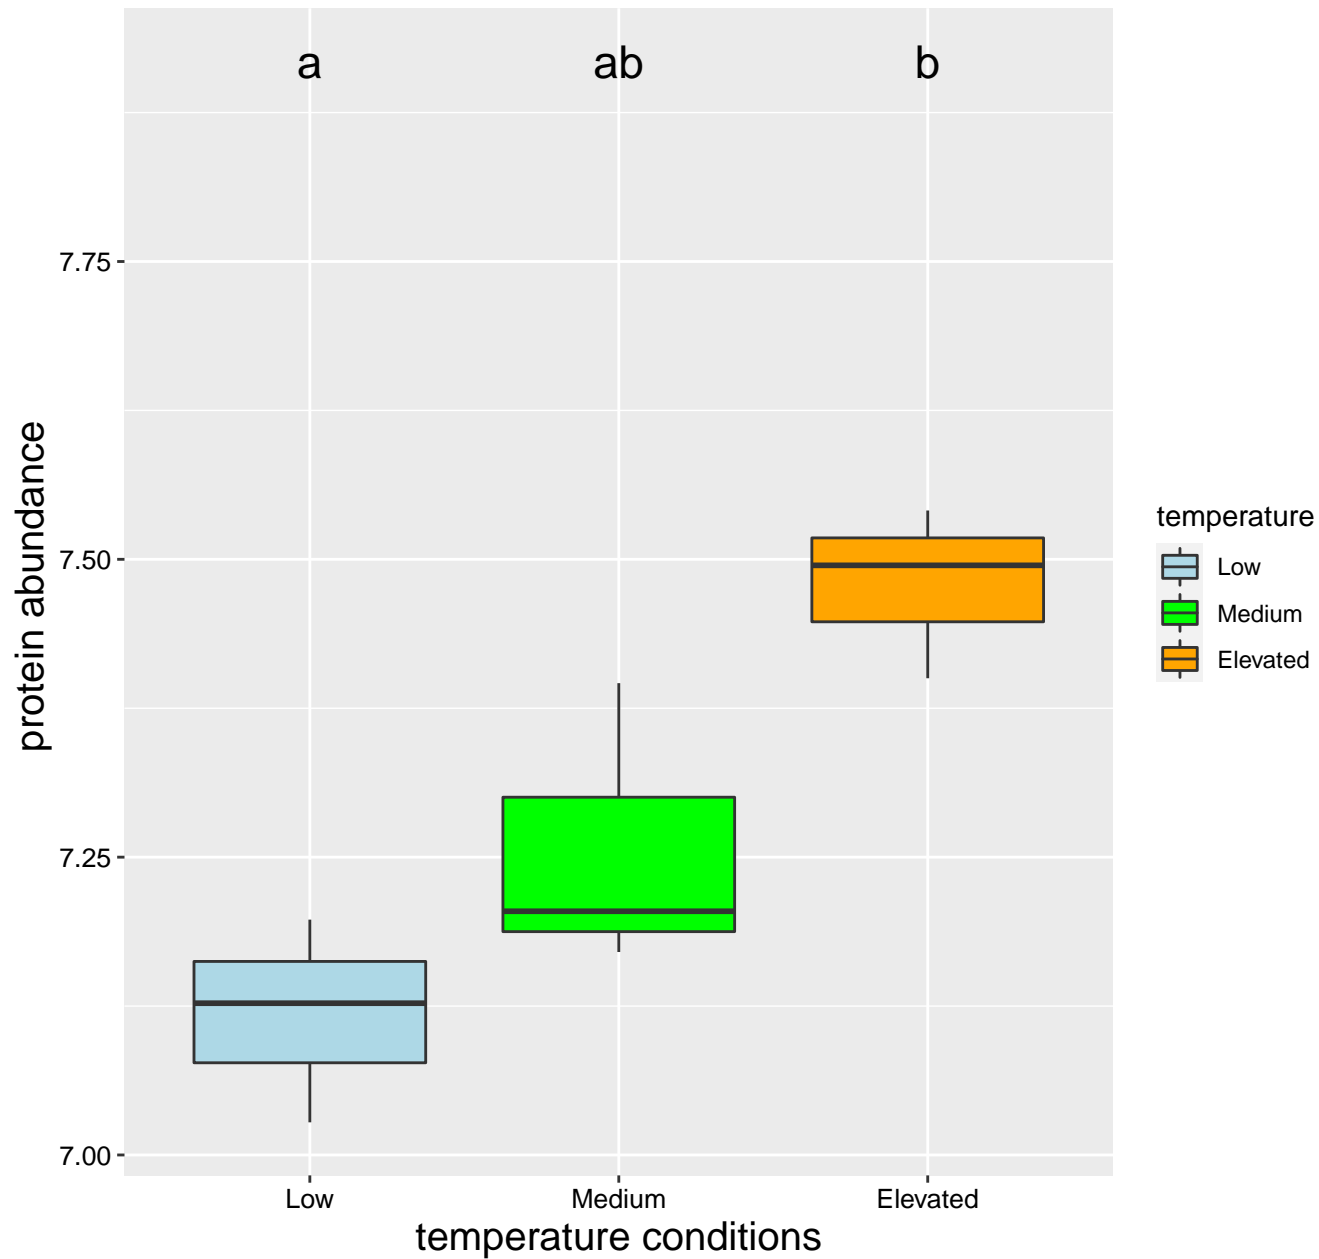 a ab b
7.75
7.50
7.25
7.00
protein abundance
Low Medium Elevated
temperature conditions
temperature
Low
Medium
Elevated